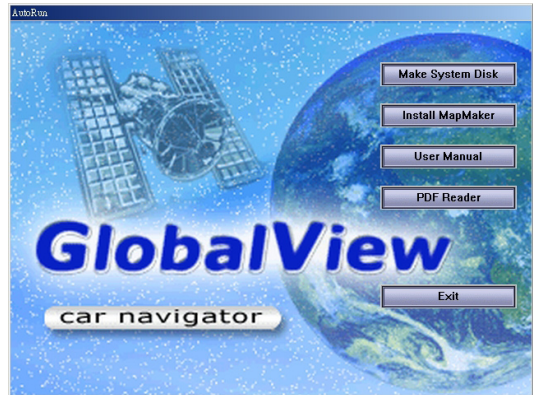 AutoRun
Make System Disk
Install MapMaker
User Manual
PDF Reader
GlobalView
car navigator
Exit